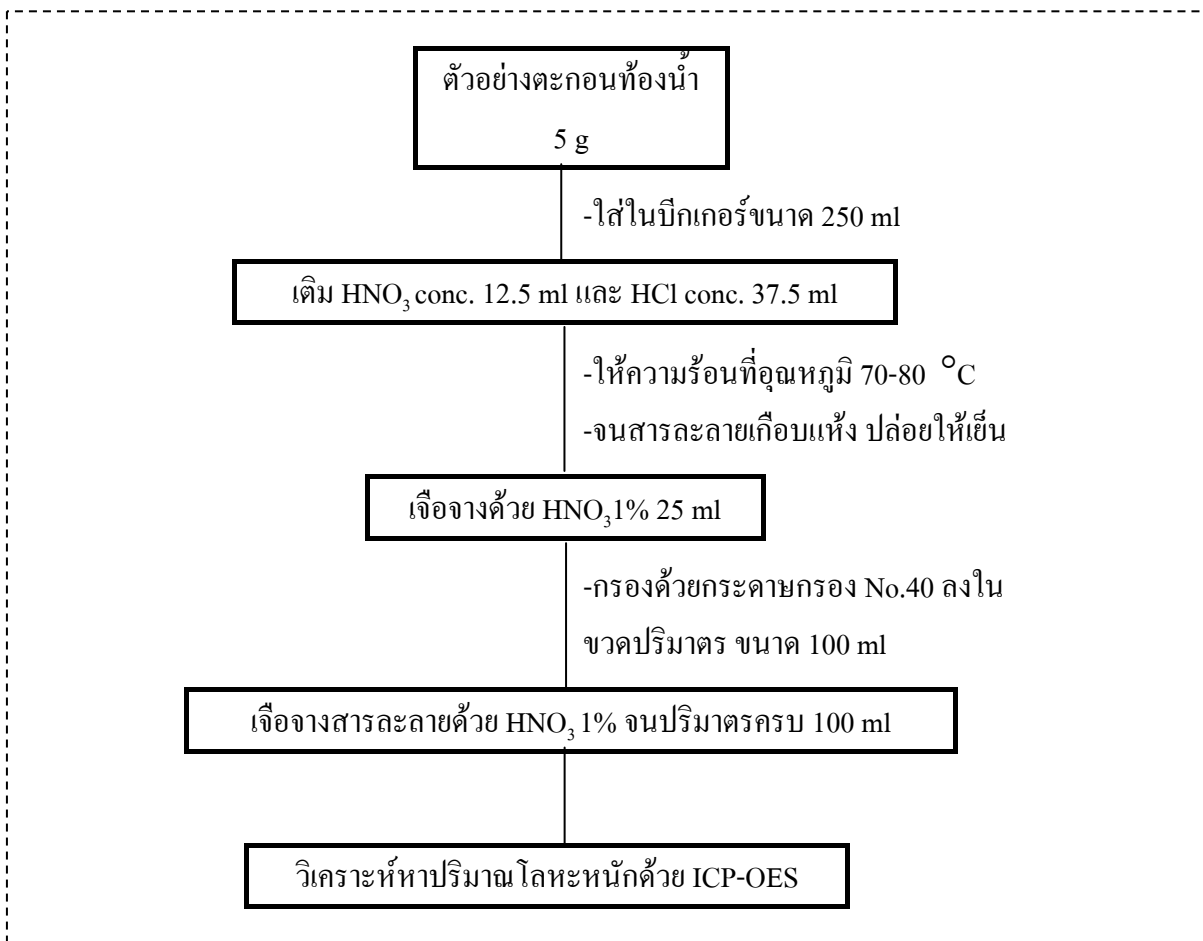 ตัวอย่างตะกอนท้องน้ำ
5 g
-ใส่ในบีกเกอร์ขนาด 250 ml
เติม HNO₃ conc. 12.5 ml และ HCl conc. 37.5 ml
-ให้ความร้อนที่อุณหภูมิ 70-80 °C
-จนสารละลายเกือบแห้ง ปล่อยให้เย็น
เจือจางด้วย HNO₃1% 25 ml
-กรองด้วยกระดาษกรอง No.40 ลงใน
ขวดปริมาตร ขนาด 100 ml
เจือจางสารละลายด้วย HNO₃ 1% จนปริมาตรครบ 100 ml
วิเคราะห์หาปริมาณโลหะหนักด้วย ICP-OES